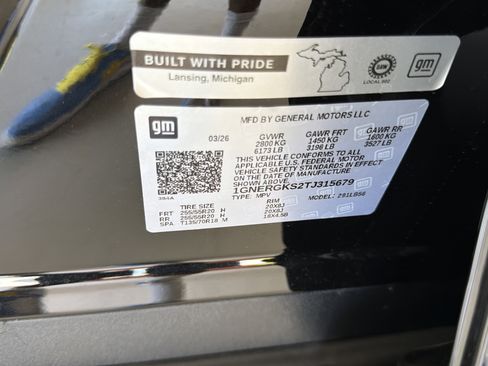 BUILT WITH PRIDE
Lansing, Michigan
UAW
LOCAL 602
gm
gm
MFD BY GENERAL MOTORS LLC
03/26 GVWR GAWR FRT GAWR RR
2800 KG 1450 KG 1600 KG
6173 LB 3196 LB 3527 LB
THIS VEHICLE CONFORMS TO ALL
APPLICABLE U.S. FEDERAL MOTOR
VEHICLE SAFETY STANDARDS IN EFFECT
ON THE DATE OF MANUFACTURE
SHOWN ABOVE.
1GNERGKS2TJ315679
TYPE: MPV MODEL:
TIRE SIZE RIM
FRT 255/55R20 H 20X8J
RR 255/55R20 H 20X8J
SPA T135/70R18 M 18X4.5B